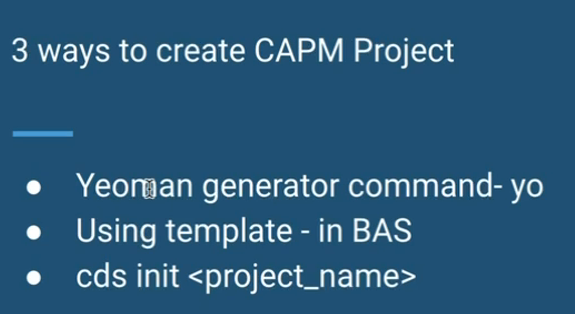 3 ways to create CAPM Project
● Yeoman generator command- yo
● Using template - in BAS
● cds init <project_name>